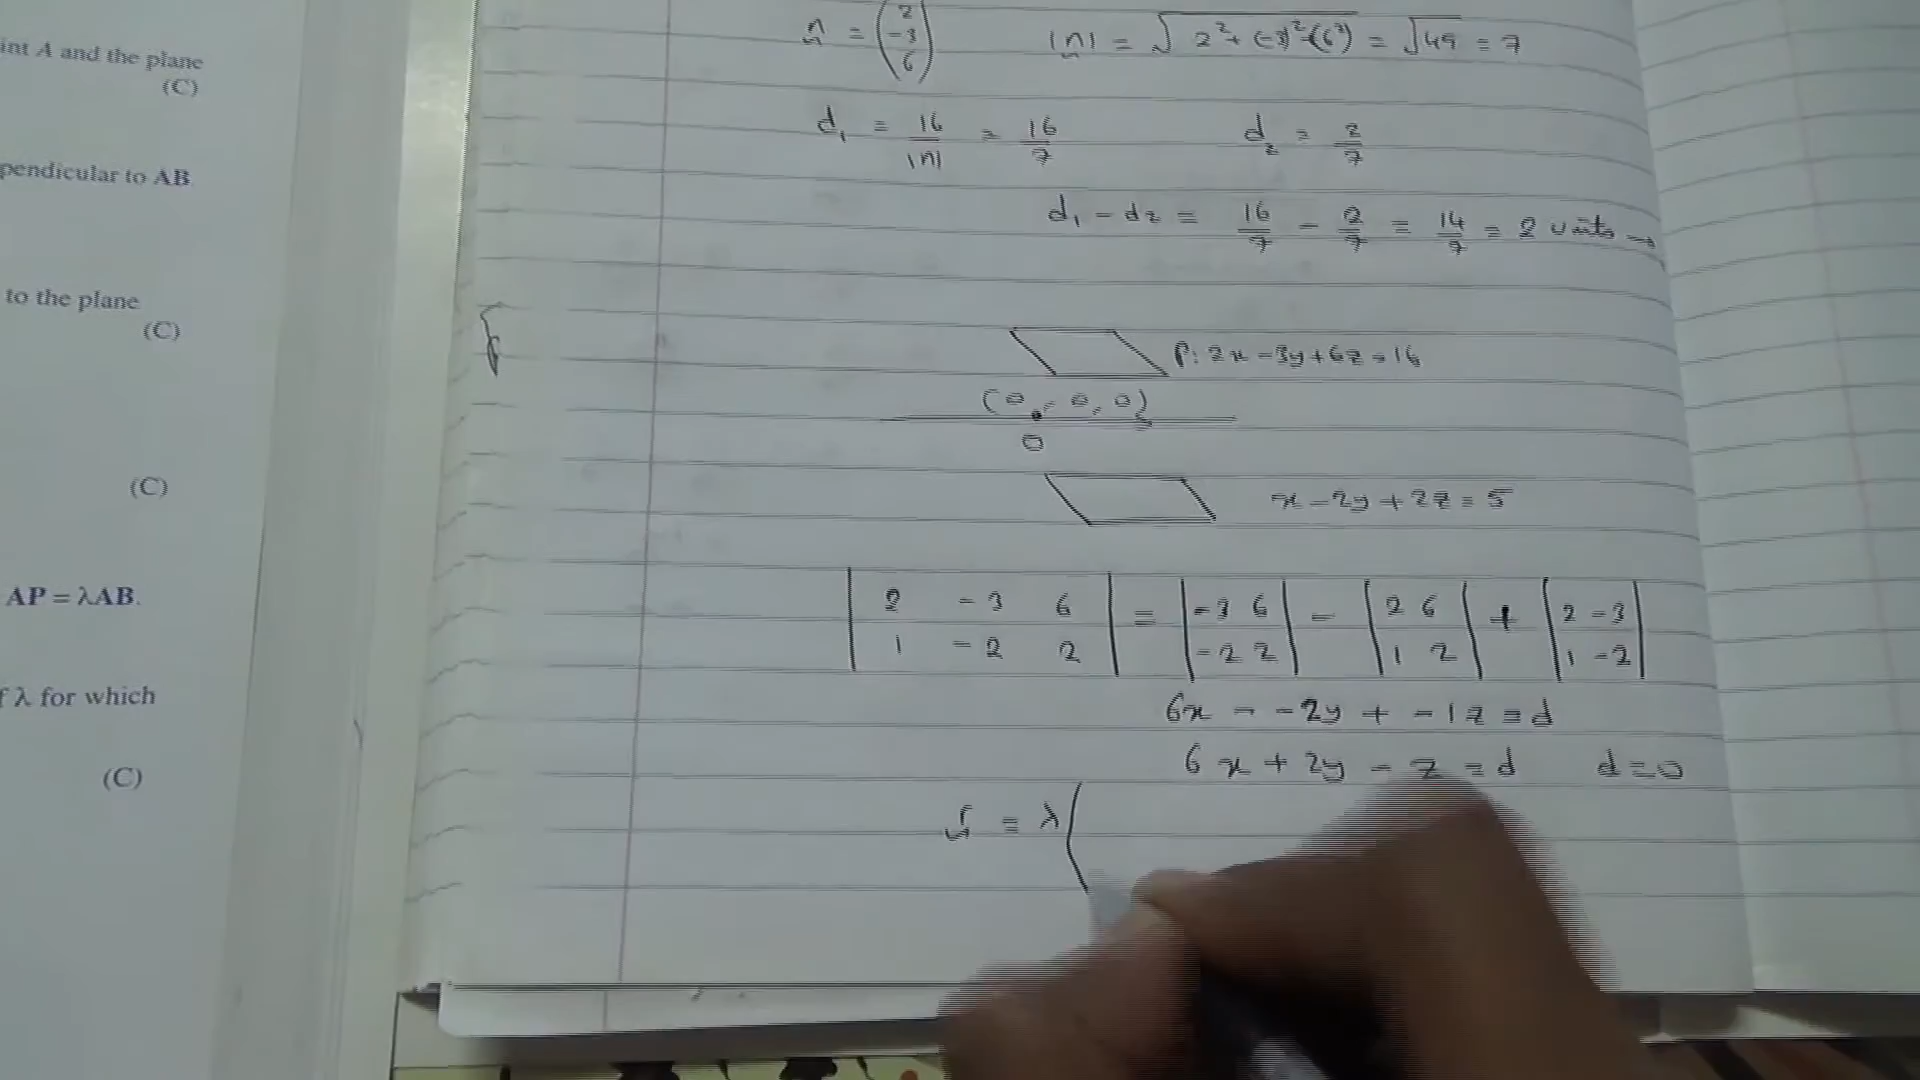 int A and the plane
(C)
pendicular to AB
to the plane
(C)
(C)
AP = λAB.
f λ for which
(C)
n = (2 -3 6) |n| = √2² + (-3)² + (6²) = √49 = 7
d₁ = 16/|n| = 16/7 d₂ = 2/7
d₁ - d₂ = 16/7 - 2/7 = 14/7 = 2 units
P: 2x - 3y + 6z = 16
(0, 0, 0)
0
x - 2y + 2z = 5
| 2 -3 6 | = | -3 6 | - | 2 6 | + | 2 -3 |
| 1 -2 2 | | -2 2 | | 1 2 | | 1 -2 |
6x - -2y + -1z = d
6x + 2y - z = d d = 0
r = λ(